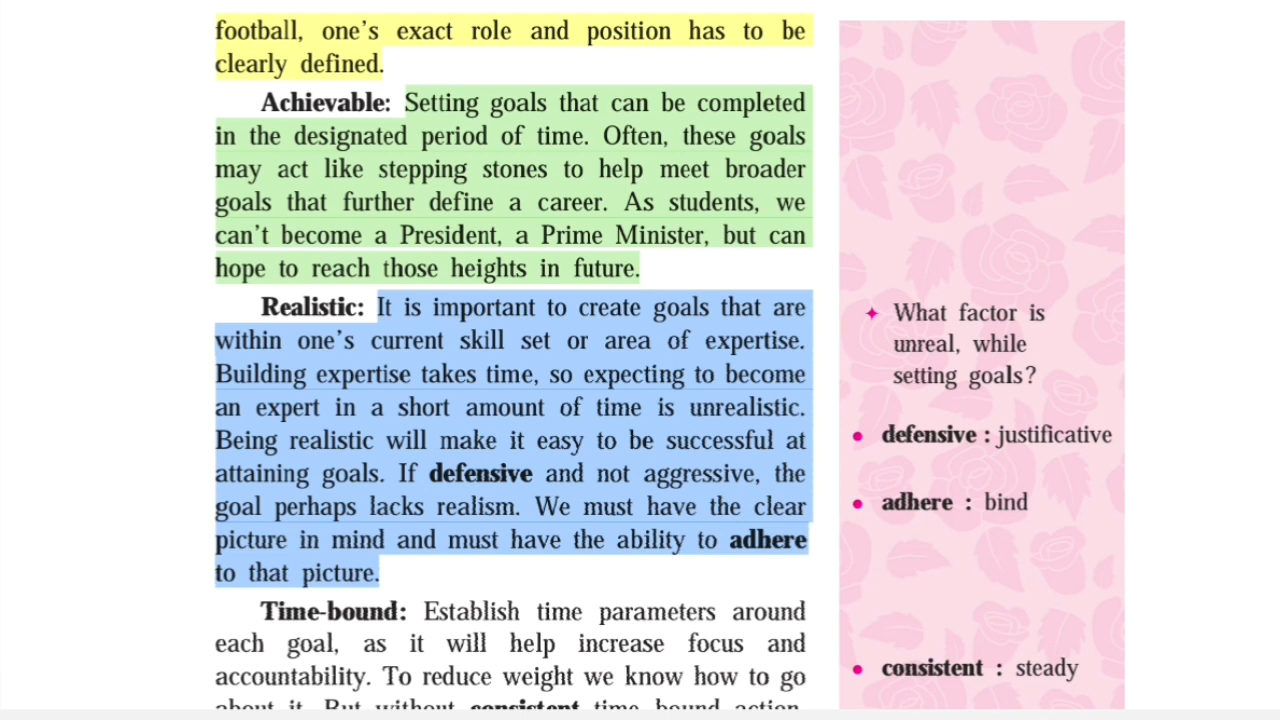 football, one's exact role and position has to be
clearly defined.
Achievable: Setting goals that can be completed
in the designated period of time. Often, these goals
may act like stepping stones to help meet broader
goals that further define a career. As students, we
can't become a President, a Prime Minister, but can
hope to reach those heights in future.
Realistic: It is important to create goals that are
within one's current skill set or area of expertise.
Building expertise takes time, so expecting to become
an expert in a short amount of time is unrealistic.
Being realistic will make it easy to be successful at
attaining goals. If defensive and not aggressive, the
goal perhaps lacks realism. We must have the clear
picture in mind and must have the ability to adhere
to that picture.
Time-bound: Establish time parameters around
each goal, as it will help increase focus and
accountability. To reduce weight we know how to go
about it. But without consistent time bound action,
✦ What factor is
unreal, while
setting goals?
• defensive : justificative
• adhere : bind
• consistent : steady